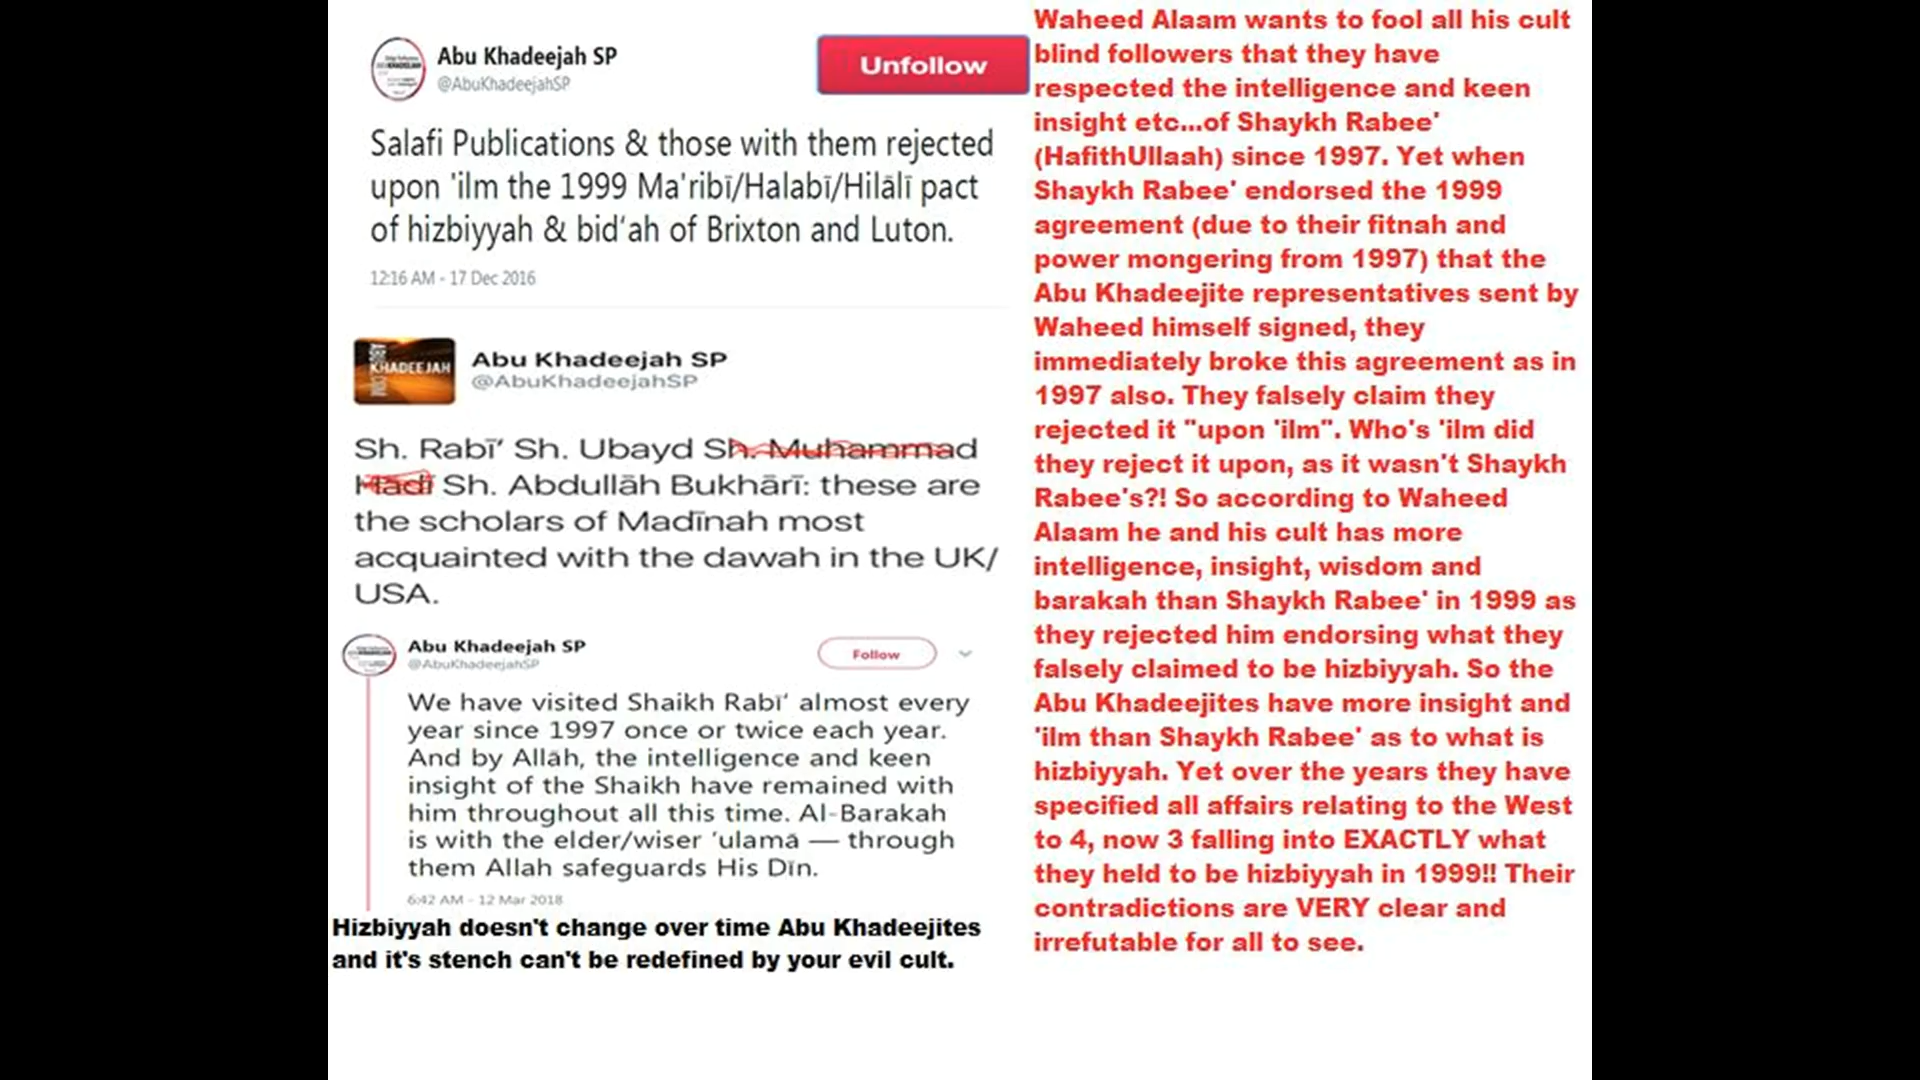 Abu Khadeejah SP
@AbuKhadeejahSP
Unfollow
Salafi Publications & those with them rejected
upon 'ilm the 1999 Ma'ribī/Halabī/Hilālī pact
of hizbiyyah & bid‘ah of Brixton and Luton.
12:16 AM - 17 Dec 2016
KHADEEJAH
Abu Khadeejah SP
@AbuKhadeejahSP
Sh. Rabī’ Sh. Ubayd Sh. Muhammad
Hadī Sh. Abdullāh Bukhārī: these are
the scholars of Madīnah most
acquainted with the dawah in the UK/
USA.
Abu Khadeejah SP
@AbuKhadeejahSP
Follow
We have visited Shaikh Rabī‘ almost every
year since 1997 once or twice each year.
And by Allāh, the intelligence and keen
insight of the Shaikh have remained with
him throughout all this time. Al-Barakah
is with the elder/wiser ‘ulamā — through
them Allah safeguards His Dīn.
6:42 AM - 12 Mar 2018
Hizbiyyah doesn't change over time Abu Khadeejites
and it's stench can't be redefined by your evil cult.
Waheed Alaam wants to fool all his cult
blind followers that they have
respected the intelligence and keen
insight etc...of Shaykh Rabee'
(HafithUllaah) since 1997. Yet when
Shaykh Rabee' endorsed the 1999
agreement (due to their fitnah and
power mongering from 1997) that the
Abu Khadeejite representatives sent by
Waheed himself signed, they
immediately broke this agreement as in
1997 also. They falsely claim they
rejected it "upon 'ilm". Who's 'ilm did
they reject it upon, as it wasn't Shaykh
Rabee's?! So according to Waheed
Alaam he and his cult has more
intelligence, insight, wisdom and
barakah than Shaykh Rabee' in 1999 as
they rejected him endorsing what they
falsely claimed to be hizbiyyah. So the
Abu Khadeejites have more insight and
'ilm than Shaykh Rabee' as to what is
hizbiyyah. Yet over the years they have
specified all affairs relating to the West
to 4, now 3 falling into EXACTLY what
they held to be hizbiyyah in 1999!! Their
contradictions are VERY clear and
irrefutable for all to see.